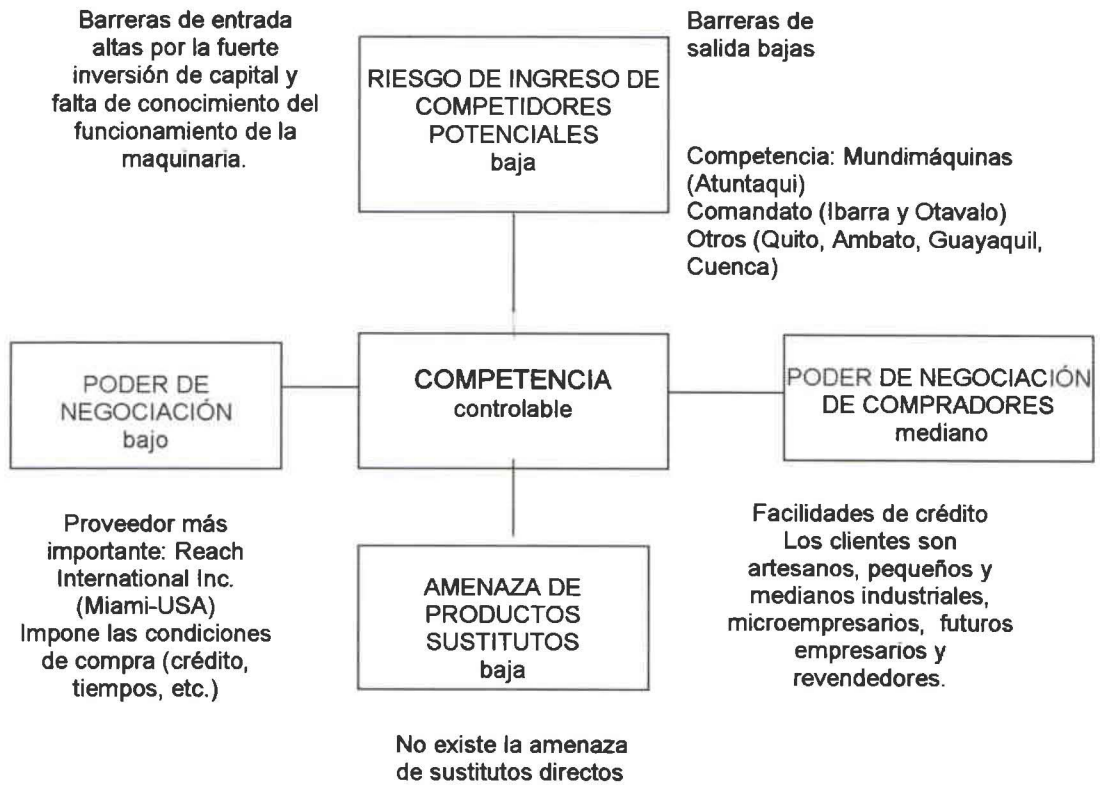 Barreras de entrada
altas por la fuerte
inversión de capital y
falta de conocimiento del
funcionamiento de la
maquinaria.
RIESGO DE INGRESO DE
COMPETIDORES
POTENCIALES
baja
Barreras de
salida bajas
Competencia: Mundimáquinas
(Atuntaqui)
Comandato (Ibarra y Otavalo)
Otros (Quito, Ambato, Guayaquil,
Cuenca)
PODER DE
NEGOCIACIÓN
bajo
COMPETENCIA
controlable
PODER DE NEGOCIACIÓN
DE COMPRADORES
mediano
Proveedor más
importante: Reach
International Inc.
(Miami-USA)
Impone las condiciones
de compra (crédito,
tiempos, etc.)
AMENAZA DE
PRODUCTOS
SUSTITUTOS
baja
Facilidades de crédito
Los clientes son
artesanos, pequeños y
medianos industriales,
microempresarios, futuros
empresarios y
revendedores.
No existe la amenaza
de sustitutos directos